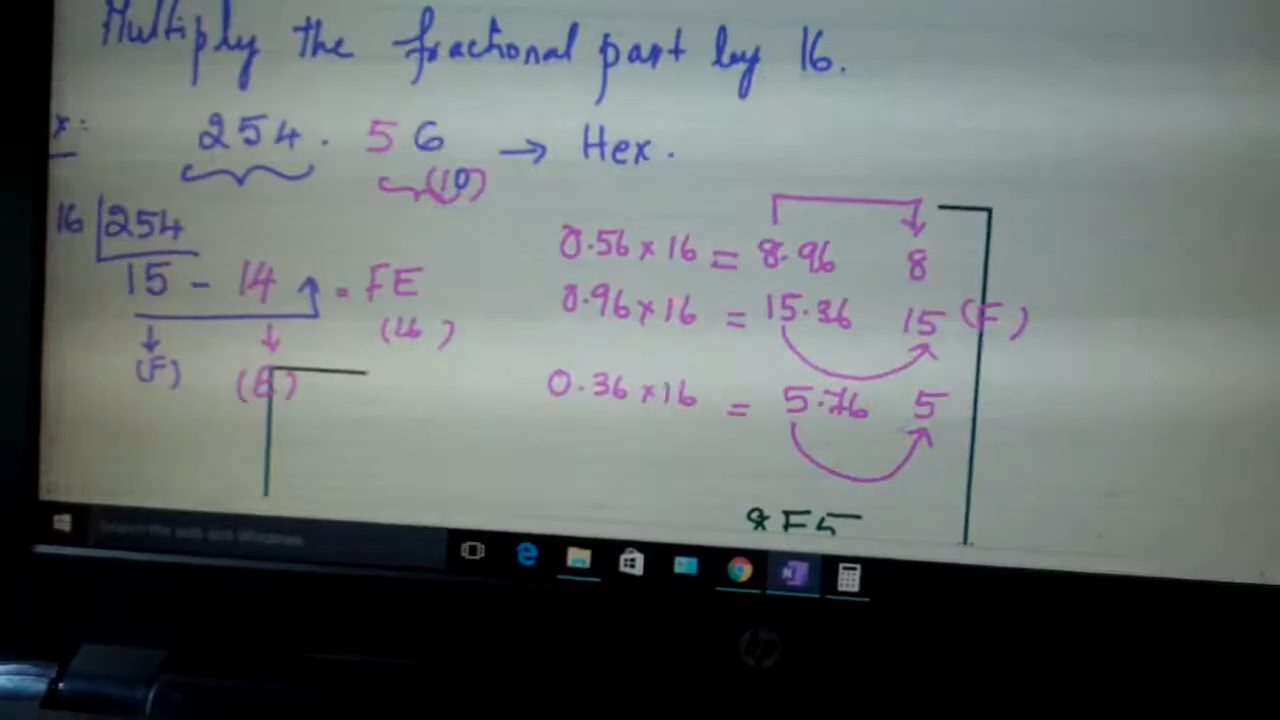 Multiply the fractional part by 16.
x:
254.56 → Hex.
(10)
16 254
15 - 14 = FE
(16)
(F) (E)
0.56 x 16 = 8.96 8
0.96 x 16 = 15.36 15 (F)
0.36 x 16 = 5.76 5
8F5
hp